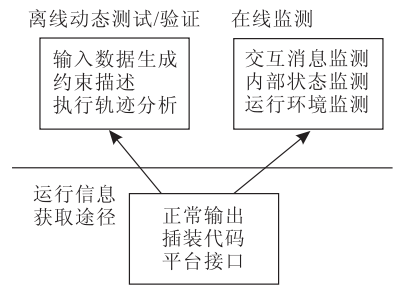 离线动态测试/验证
在线监测
输入数据生成
约束描述
执行轨迹分析
交互消息监测
内部状态监测
运行环境监测
运行信息
获取途径
正常输出
插装代码
平台接口